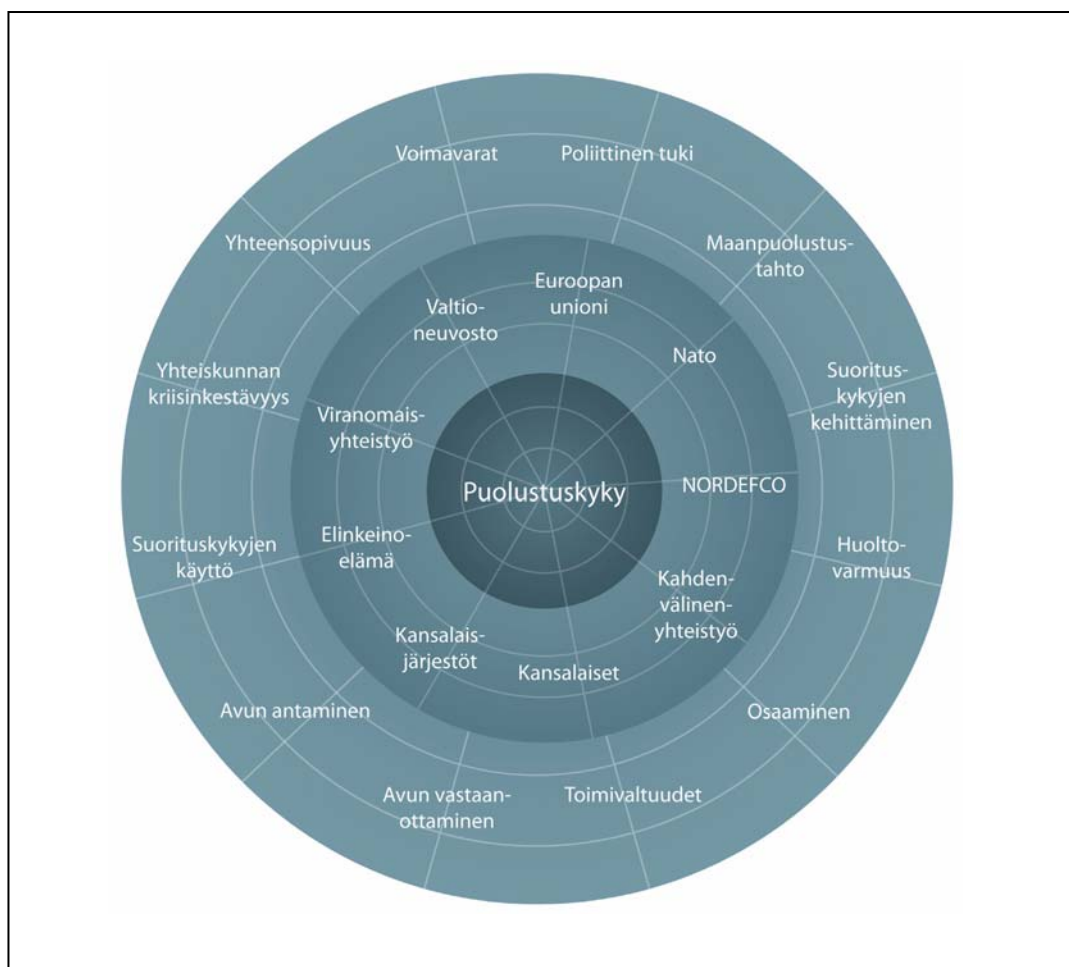 Voimavarat
Poliittinen tuki
Yhteensopivuus
Maanpuolustus-
tahto
Euroopan
unioni
Valtio-
neuvosto
Nato
Yhteiskunnan
kriisinkestävyys
Suoritus-
kykyjen
kehittäminen
Viranomais-
yhteistyö
Puolustuskyky
NORDEFCO
Suorituskykyjen
käyttö
Elinkeino-
elämä
Huolto-
varmuus
Kahden-
välinen-
yhteistyö
Kansalais-
järjestöt
Kansalaiset
Avun antaminen
Osaaminen
Avun vastaan-
ottaminen
Toimivaltuudet